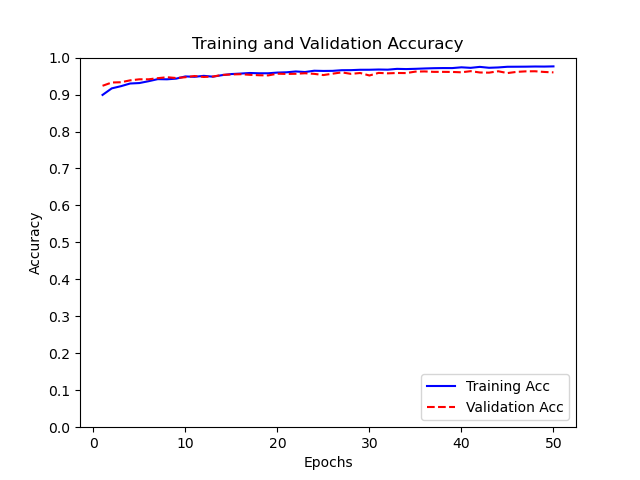 Training and Validation Accuracy
1.0
0.9
0.8
0.7
0.6
0.5
0.4
0.3
0.2
0.1
0.0
Accuracy
0 10 20 30 40 50
Epochs
Training Acc
Validation Acc